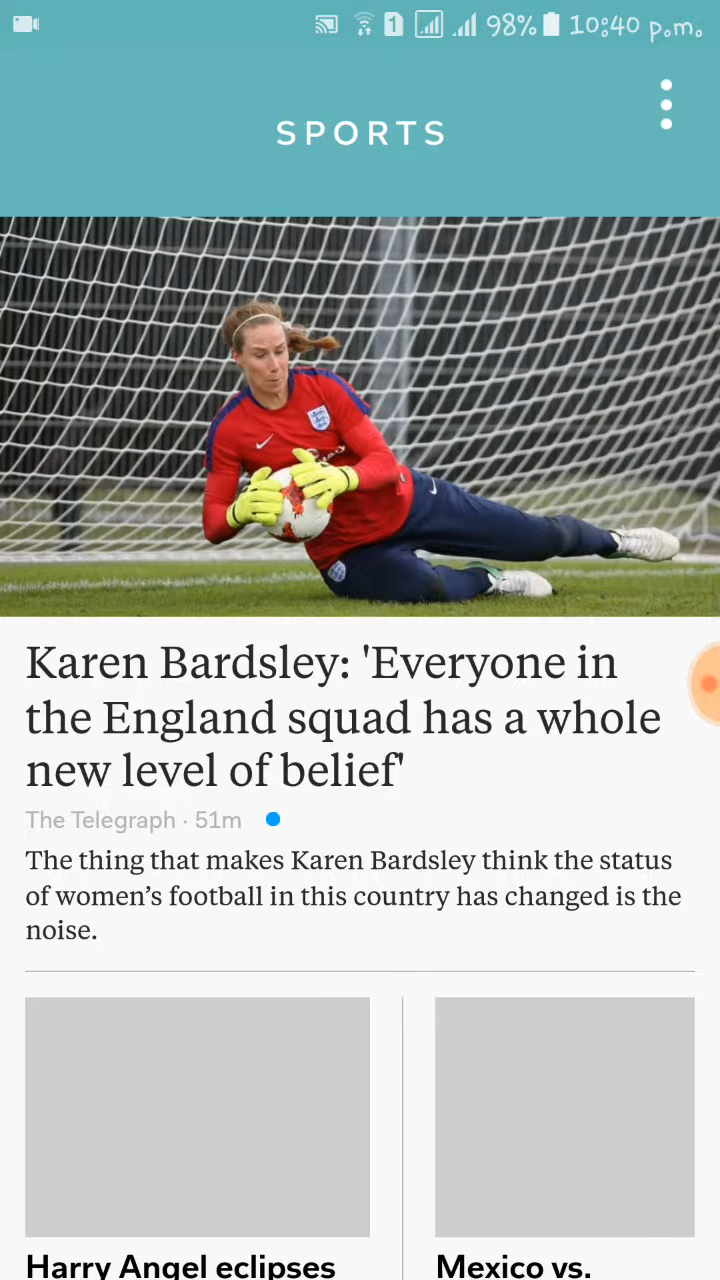 1 98% 10:40 p.m.
SPORTS
Karen Bardsley: 'Everyone in
the England squad has a whole
new level of belief'
The Telegraph · 51m
The thing that makes Karen Bardsley think the status
of women’s football in this country has changed is the
noise.
Harry Angel eclipses
Mexico vs.